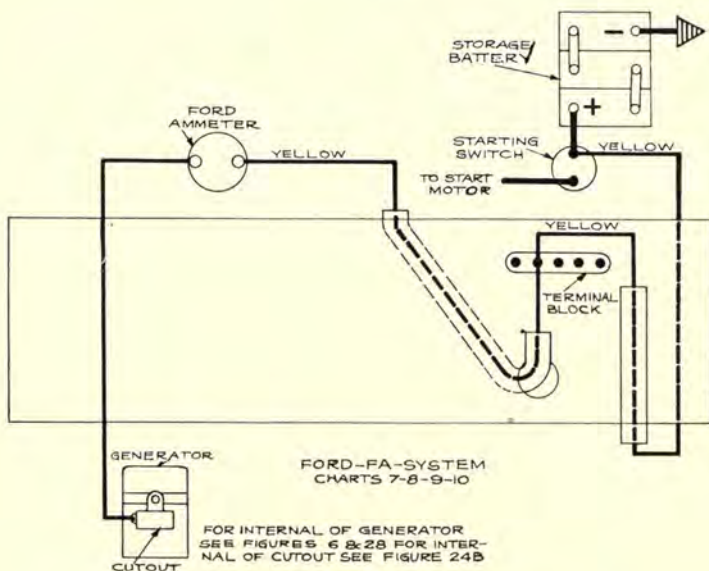 STORAGE
BATTERY
-
+
FORD
AMMETER
YELLOW
STARTING
SWITCH
YELLOW
TO START
MOTOR
YELLOW
TERMINAL
BLOCK
GENERATOR
FORD-FA-SYSTEM
CHARTS 7-8-9-10
FOR INTERNAL OF GENERATOR
SEE FIGURES 6 & 28 FOR INTER-
NAL OF CUTOUT SEE FIGURE 24B
CUTOUT